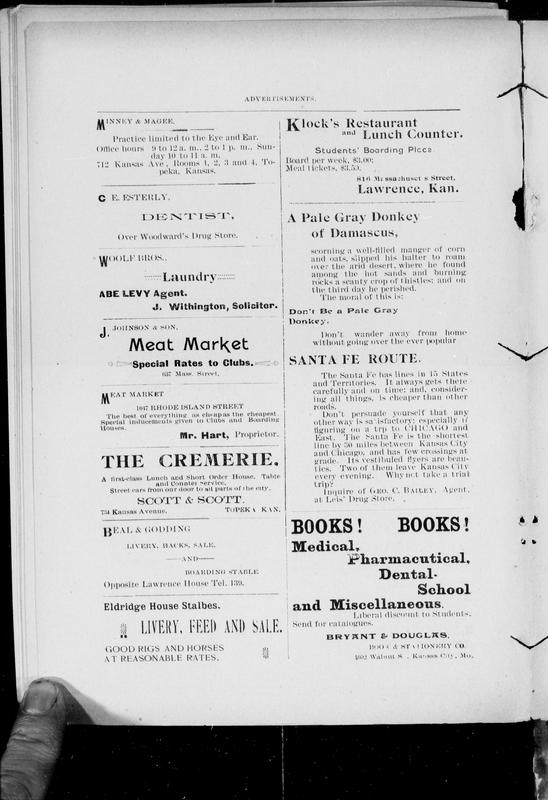 ADVERTISEMENTS.
MINNEY & MAGEE.
Practice limited to the Eye and Ear.
Office hours 9 to 12 a. m., 2 to 1 p. m., Sun-
day 10 to 11 a. m.
712 Kansas Ave, Rooms 1, 2, 3 and 4, To-
peka, Kansas.
C E. ESTERLY.
DENTIST,
Over Woodward's Drug Store.
WOOLF BROS.,
Laundry
ABE LEVY Agent.
J. Withington, Solicitor.
J. JOHNSON & SON,
Meat Market
Special Rates to Clubs.
637 Mass. Street.
MEAT MARKET
1047 RHODE ISLAND STREET
The best of everything as cheap as the cheapest.
Special inducements given to Clubs and Boarding
Houses.
Mr. Hart, Proprietor.
THE CREMERIE,
A first-class Lunch and Short Order House, Table
and Counter Service,
Street cars from our door to all parts of the city.
SCOTT & SCOTT.
734 Kansas Avenue. TOPEKA KAN.
BEAL & GODDING
LIVERY, HACKS, SALE,
—AND—
BOARDING STABLE
Opposite Lawrence House Tel. 139.
Eldridge House Stalbes.
LIVERY, FEED AND SALE.
GOOD RIGS AND HORSES
AT REASONABLE RATES.
Klock's Restaurant
and Lunch Counter.
Students' Boarding Place
Board per week, $3.00;
Meal tickets, $3.50.
816 Massachusetts Street,
Lawrence, Kan.
A Pale Gray Donkey
of Damascus,
scorning a well-filled manger of corn
and oats, slipped his halter to roam
over the arid desert, where he found
among the hot sands and burning
rocks a scanty crop of thistles; and on
the third day he perished.
The moral of this is:
Don't Be a Pale Gray
Donkey.
Don't wander away from home
without going over the ever popular
SANTA FE ROUTE.
The Santa Fe has lines in 15 States
and Territories. It always gets there
carefully and on time; and, consider-
ing all things, is cheaper than other
roads.
Don't persuade yourself that any
other way is satisfactory; especially if
figuring on a trp to CHICAGO and
East. The Santa Fe is the shortest
line by 50 miles between Kansas City
and Chicago, and has few crossings at
grade. Its vestibuled flyers are beau-
ties. Two of them leave Kansas City
every evening. Why not take a trial
trip?
Inquire of GEO. C. BAILEY, Agent,
at Leis' Drug Store.
BOOKS! BOOKS!
Medical,
Pharmacutical,
Dental-
School
and Miscellaneous.
Liberal discount to Students.
Send for catalogues.
BRYANT & DOUGLAS,
BOOK & STATIONERY CO.
1002 Walnut S., Kansas City, Mo.